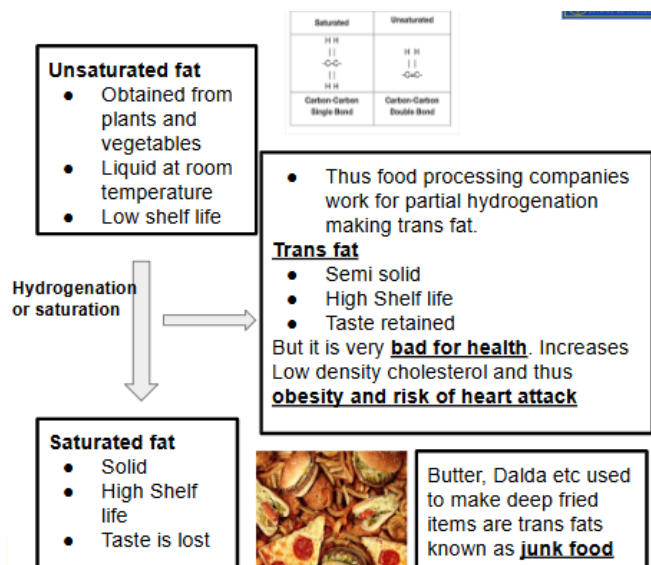 Saturated
Unsaturated
H H
| |
-C-C-
| |
H H
H H
| |
-C=C-
Carbon-Carbon
Single Bond
Carbon-Carbon
Double Bond
Unsaturated fat
● Obtained from
plants and
vegetables
● Liquid at room
temperature
● Low shelf life
Hydrogenation
or saturation
● Thus food processing companies
work for partial hydrogenation
making trans fat.
Trans fat
● Semi solid
● High Shelf life
● Taste retained
But it is very bad for health. Increases
Low density cholesterol and thus
obesity and risk of heart attack
Saturated fat
● Solid
● High Shelf
life
● Taste is lost
Butter, Dalda etc used
to make deep fried
items are trans fats
known as junk food